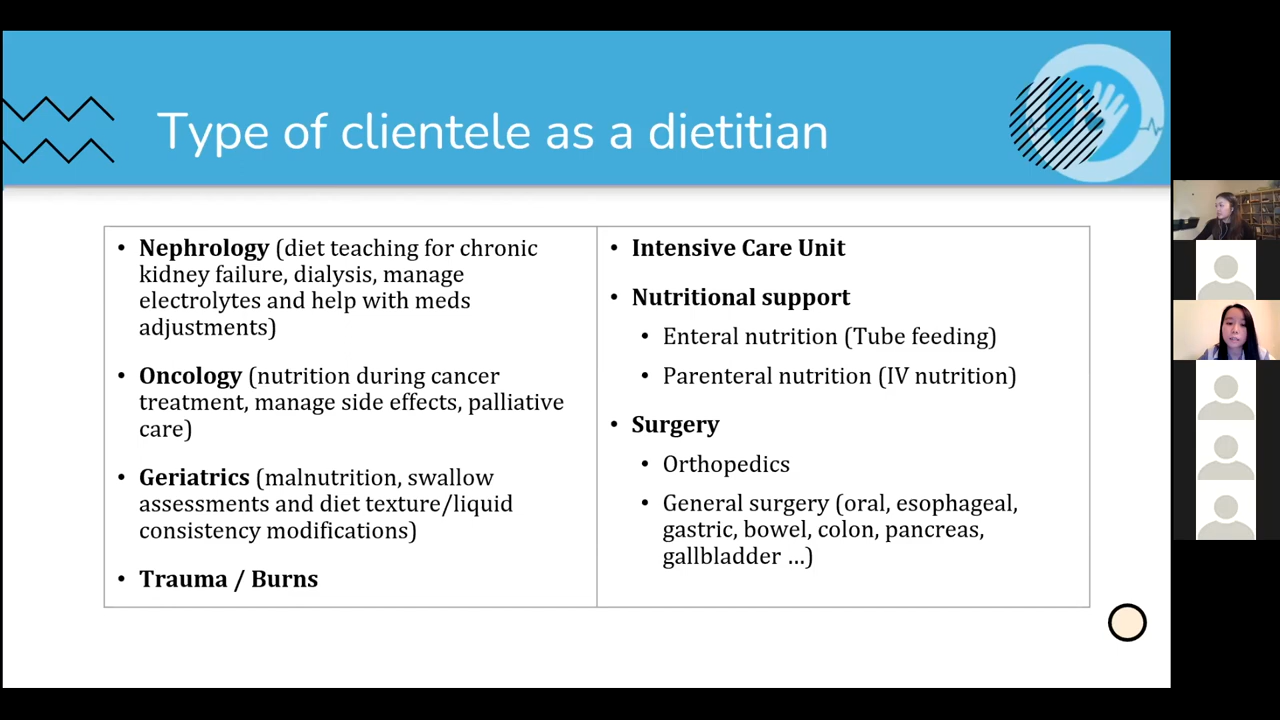 Type of clientele as a dietitian
• Nephrology (diet teaching for chronic
kidney failure, dialysis, manage
electrolytes and help with meds
adjustments)
• Oncology (nutrition during cancer
treatment, manage side effects, palliative
care)
• Geriatrics (malnutrition, swallow
assessments and diet texture/liquid
consistency modifications)
• Trauma / Burns
• Intensive Care Unit
• Nutritional support
• Enteral nutrition (Tube feeding)
• Parenteral nutrition (IV nutrition)
• Surgery
• Orthopedics
• General surgery (oral, esophageal,
gastric, bowel, colon, pancreas,
gallbladder ...)